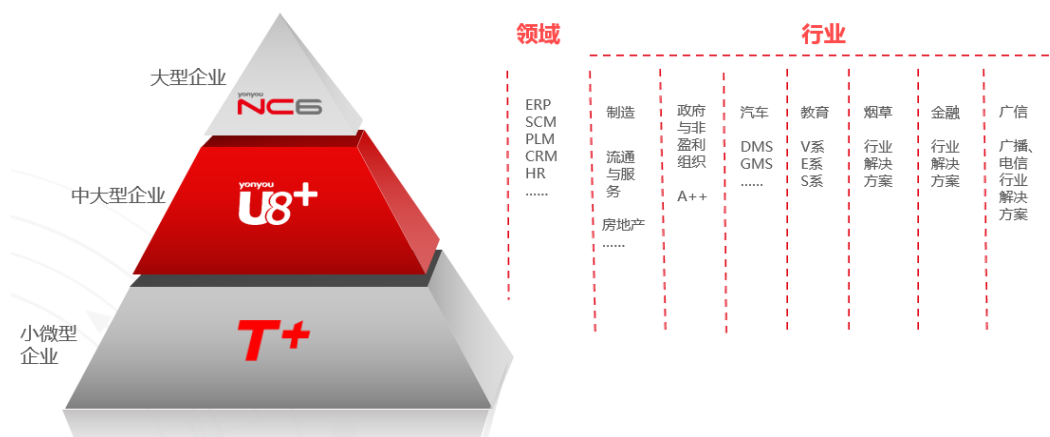 大型企业
yonyou
NC6
中大型企业
yonyou
U8+
小微型
企业
T+
领域
ERP
SCM
PLM
CRM
HR
......
行业
制造
流通
与服
务
房地产
......
政府
与非
盈利
组织
A++
汽车
DMS
GMS
......
教育
V系
E系
S系
烟草
行业
解决
方案
金融
行业
解决
方案
广信
广播、
电信
行业
解决
方案